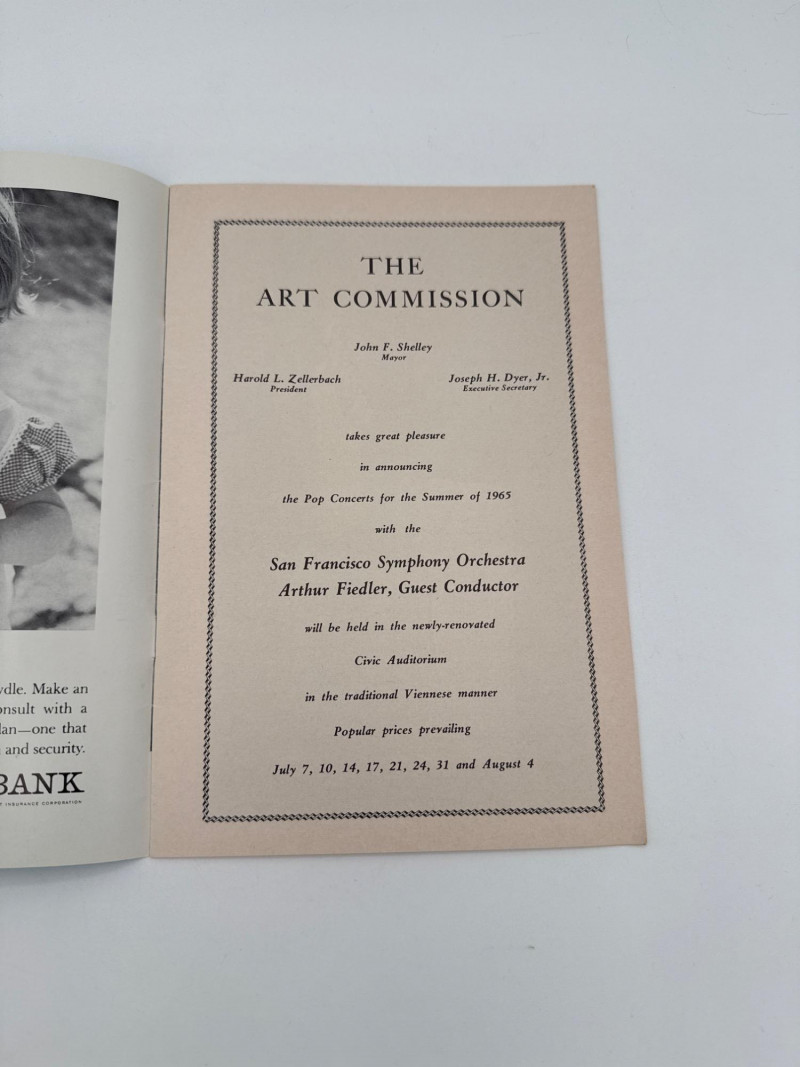 THE
ART COMMISSION
John F. Shelley
Mayor
Harold L. Zellerbach
President
Joseph H. Dyer, Jr.
Executive Secretary
takes great pleasure
in announcing
the Pop Concerts for the Summer of 1965
with the
San Francisco Symphony Orchestra
Arthur Fiedler, Guest Conductor
will be held in the newly-renovated
Civic Auditorium
in the traditional Viennese manner
Popular prices prevailing
July 7, 10, 14, 17, 21, 24, 31 and August 4
Make an
with a
one that
and security.
BANK
INSURANCE CORPORATION